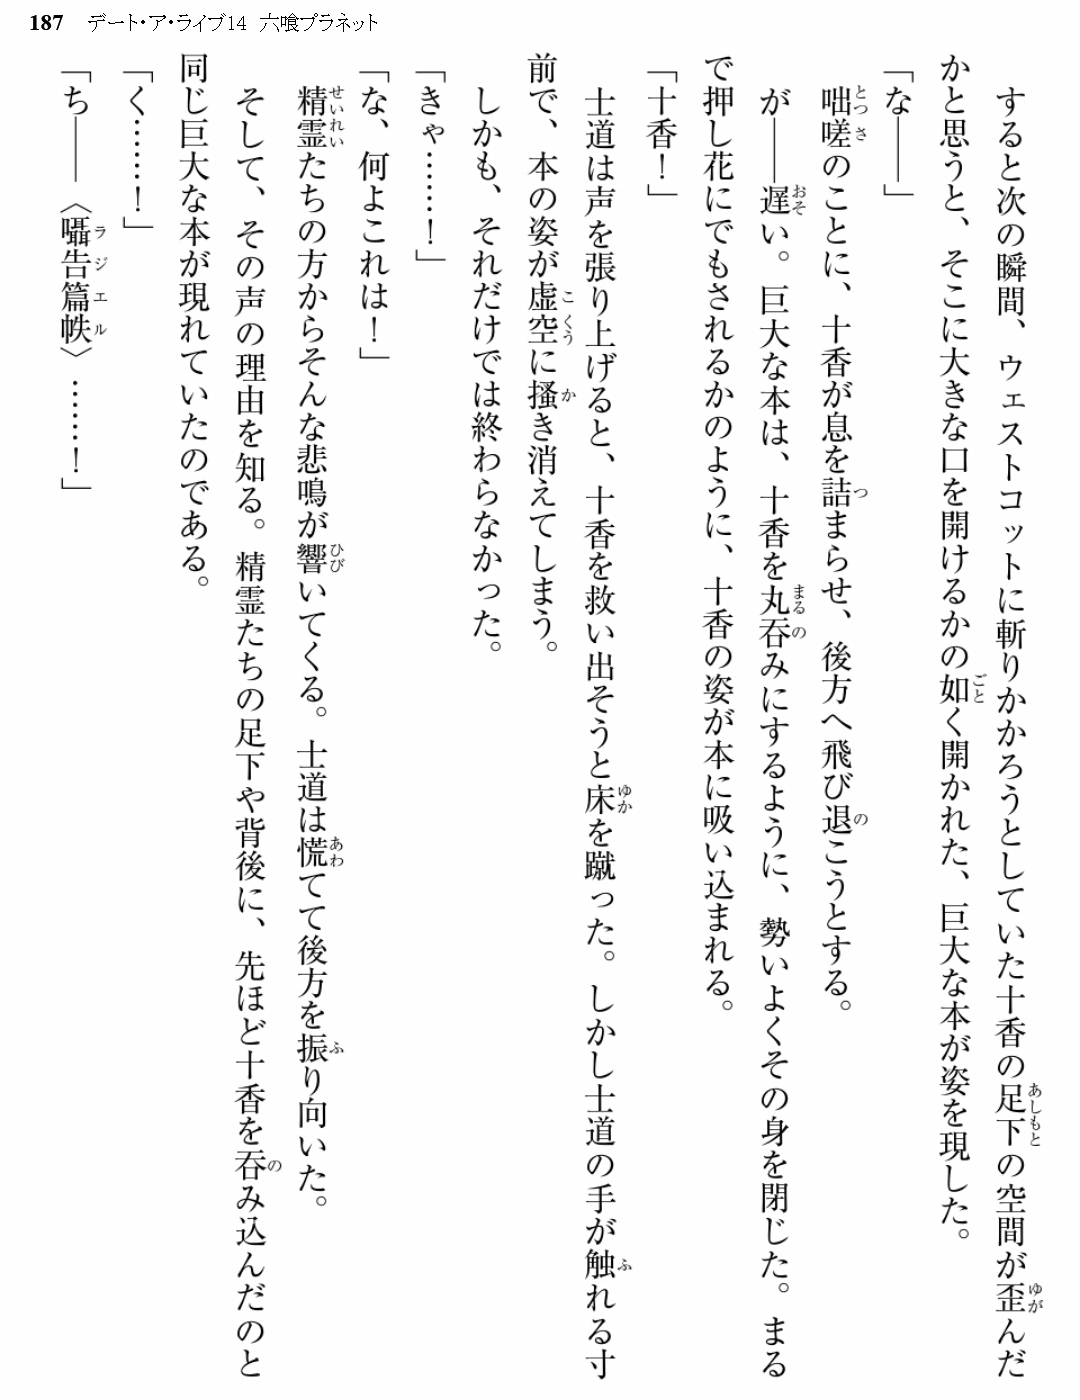 187 デート・ア・ライブ14 六喰プラネット
すると次の瞬間、ウェストコットに斬りかかろうとしていた十香の足下の空間が歪んだ
かと思うと、そこに大きな口を開けるかの如く開かれた、巨大な本が姿を現した。
「な――」
咄嗟のことに、十香が息を詰まらせ、後方へ飛び退こうとする。
が――遅い。巨大な本は、十香を丸呑みにするように、勢いよくその身を閉じた。まる
で押し花にでもされるかのように、十香の姿が本に吸い込まれる。
「十香！」
士道は声を張り上げると、十香を救い出そうと床を蹴った。しかし士道の手が触れる寸
前で、本の姿が虚空に掻き消えてしまう。
しかも、それだけでは終わらなかった。
「きゃ……！」
「な、何よこれは！」
精霊たちの方からそんな悲鳴が響いてくる。士道は慌てて後方を振り向いた。
そして、その声の理由を知る。精霊たちの足下や背後に、先ほど十香を呑み込んだのと
同じ巨大な本が現れていたのである。
「く……！」
「ち――〈囁告篇帙〉……！」